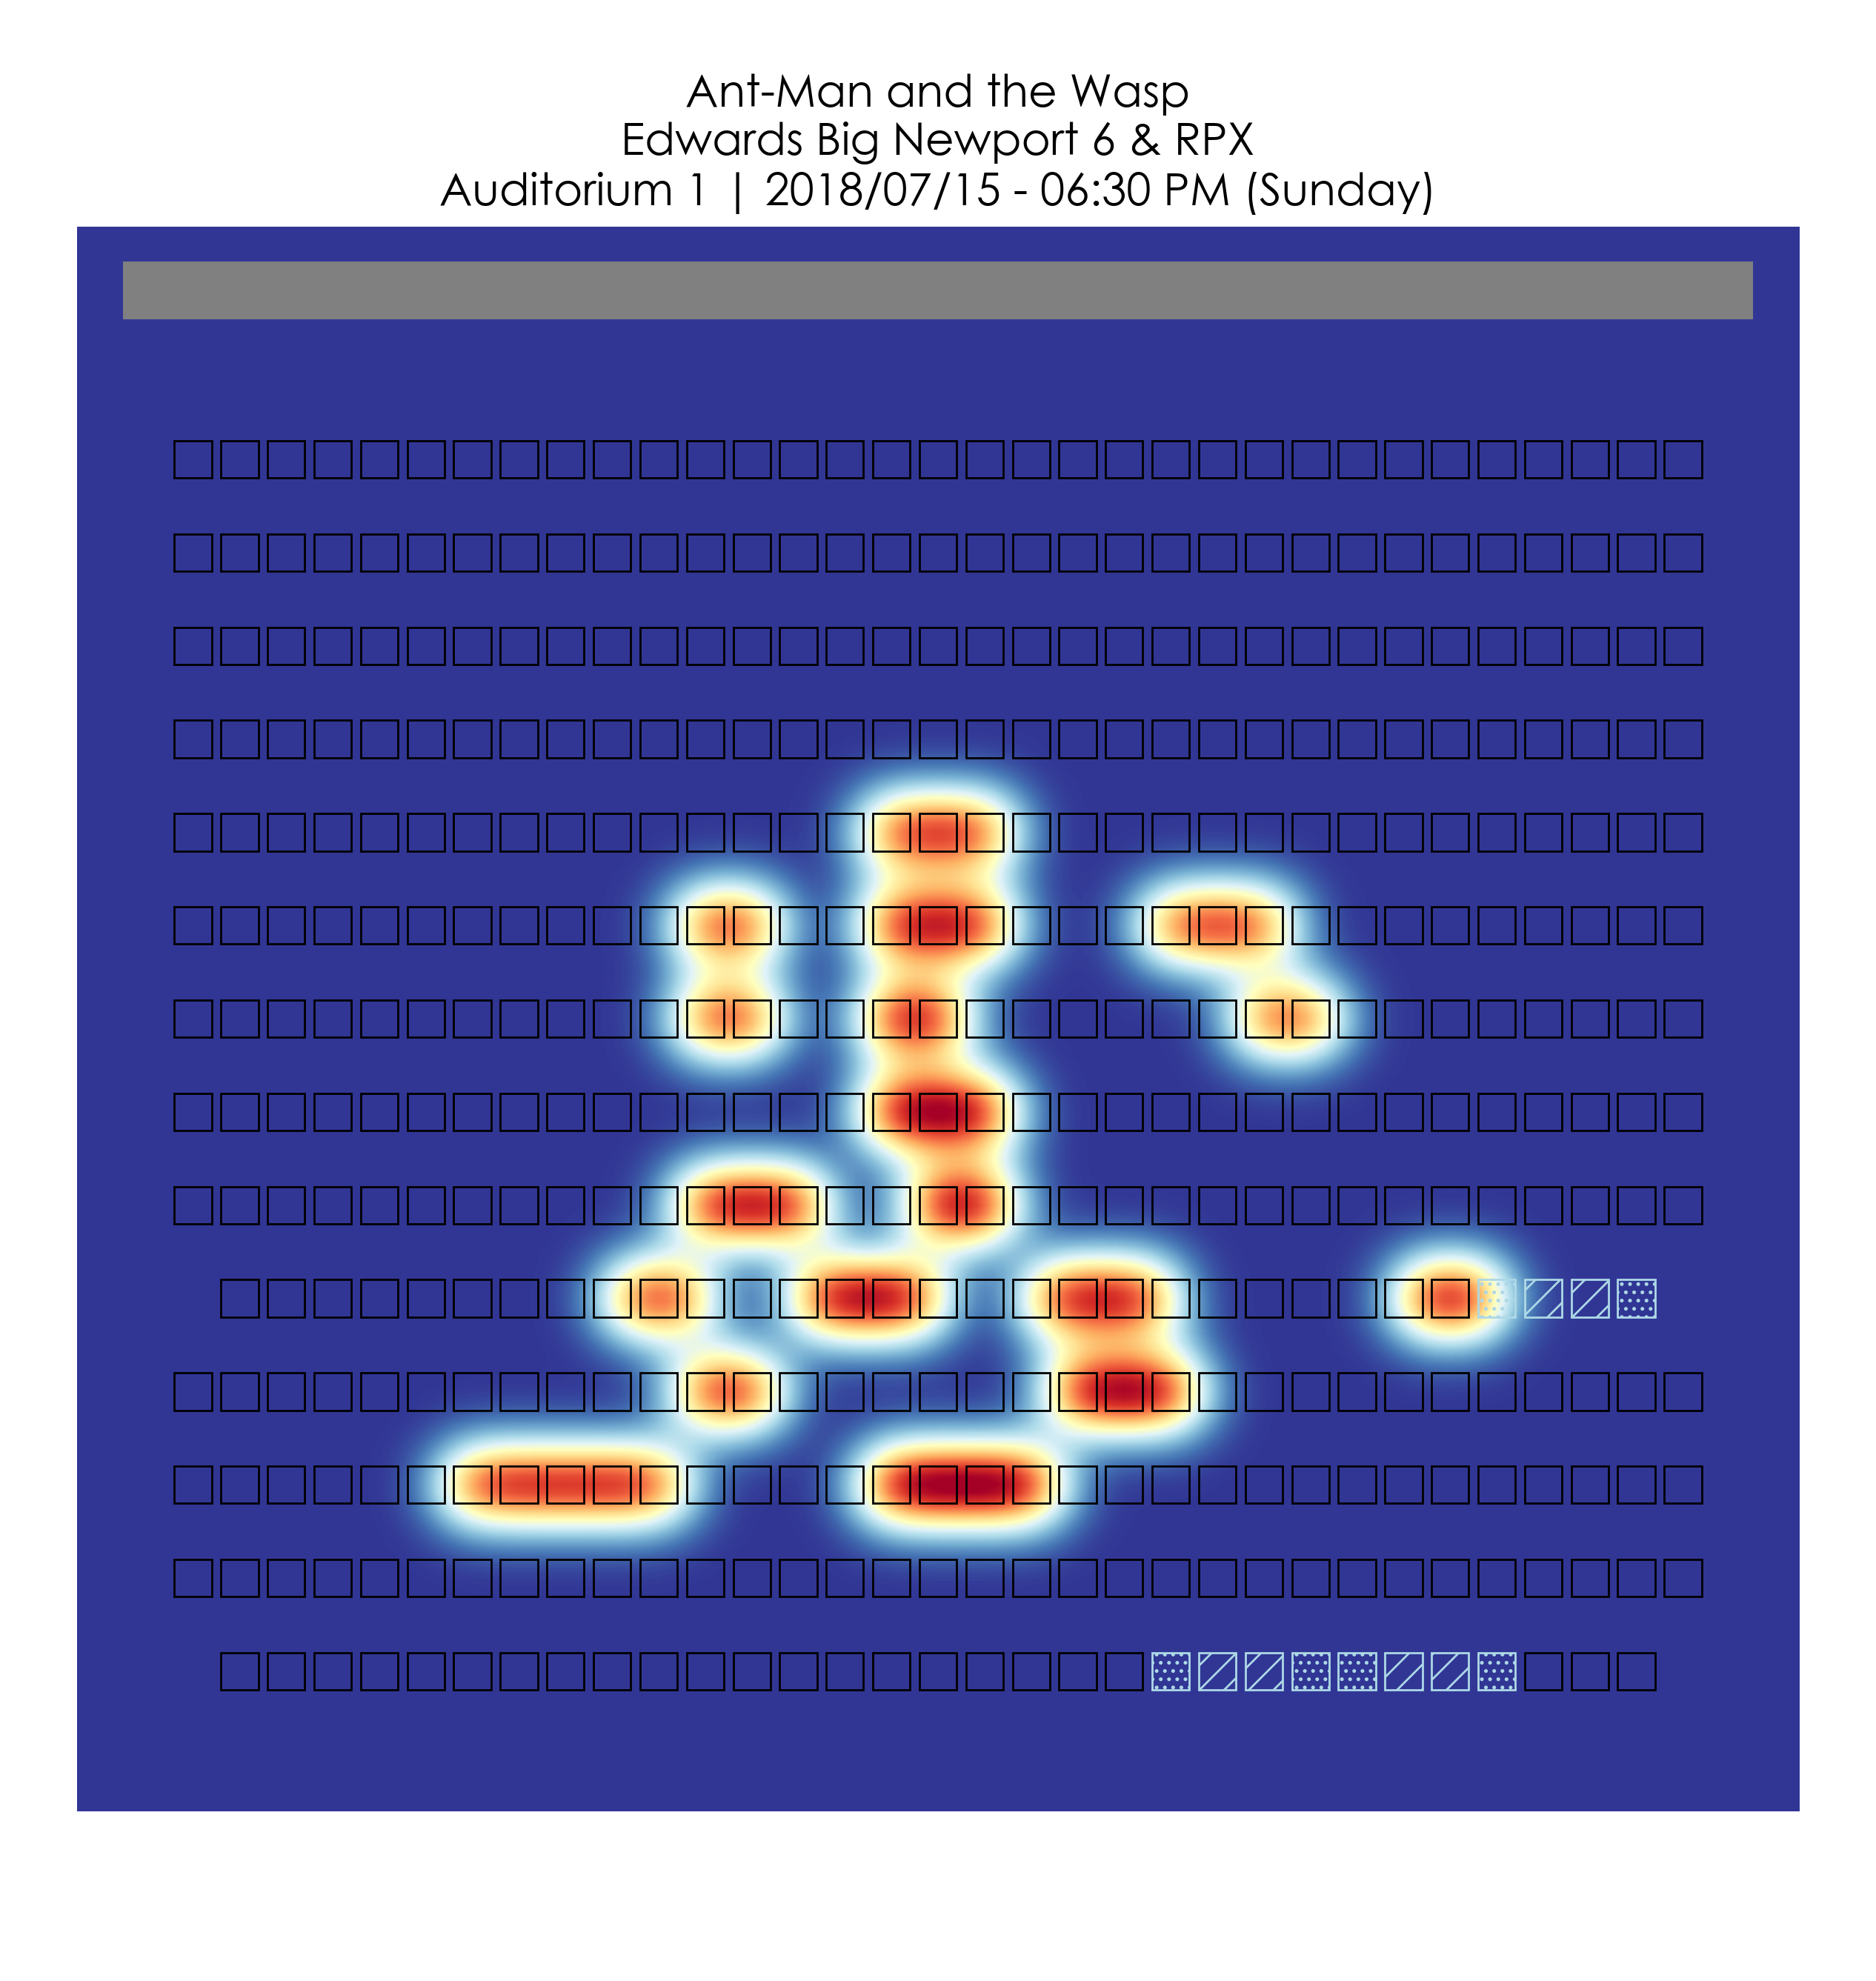 Ant-Man and the Wasp
Edwards Big Newport 6 & RPX
Auditorium 1 | 2018/07/15 - 06:30 PM (Sunday)